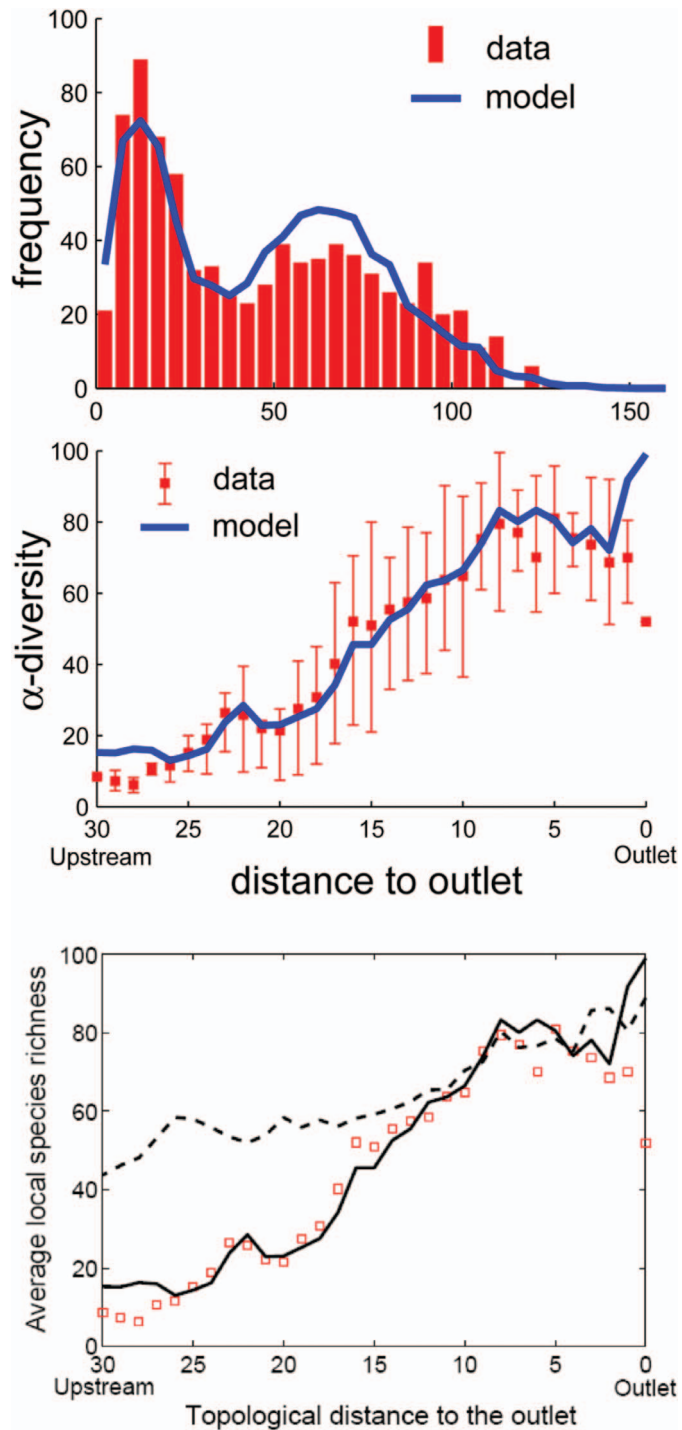 100
data
80
model
60
frequency
40
20
0
0 50 100 150
100
data
80
model
60
α-diversity
40
20
0
30 25 20 15 10 5 0
Upstream Outlet
distance to outlet
100
80
60
Average local species richness
40
20
0
30 25 20 15 10 5 0
Upstream Outlet
Topological distance to the outlet